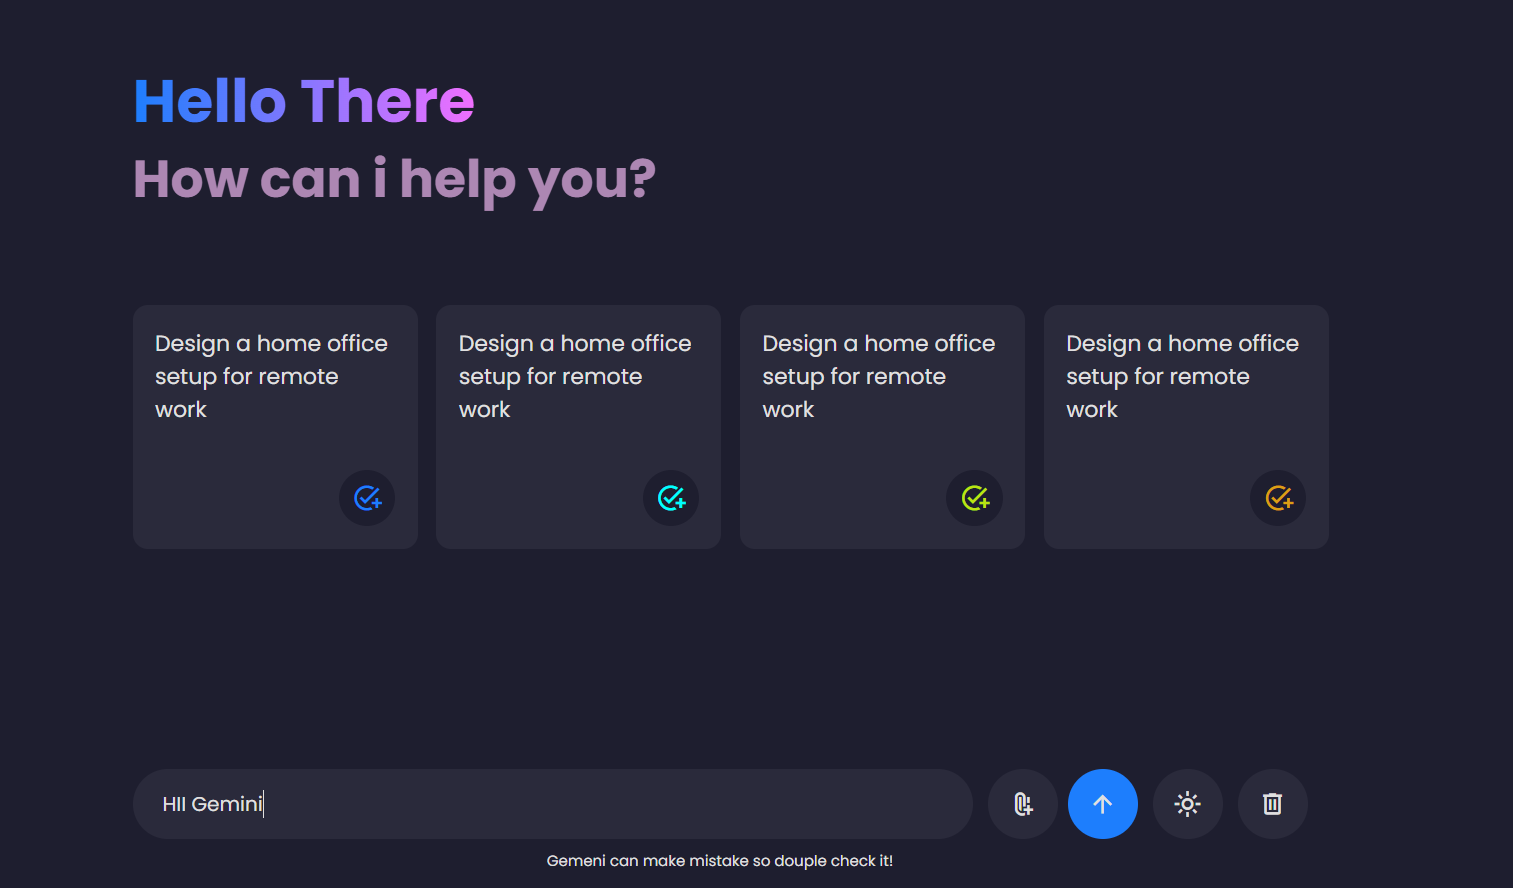 Hello There
How can i help you?
Design a home office
setup for remote
work
Design a home office
setup for remote
work
Design a home office
setup for remote
work
Design a home office
setup for remote
work
HII Gemini
Gemeni can make mistake so douple check it!